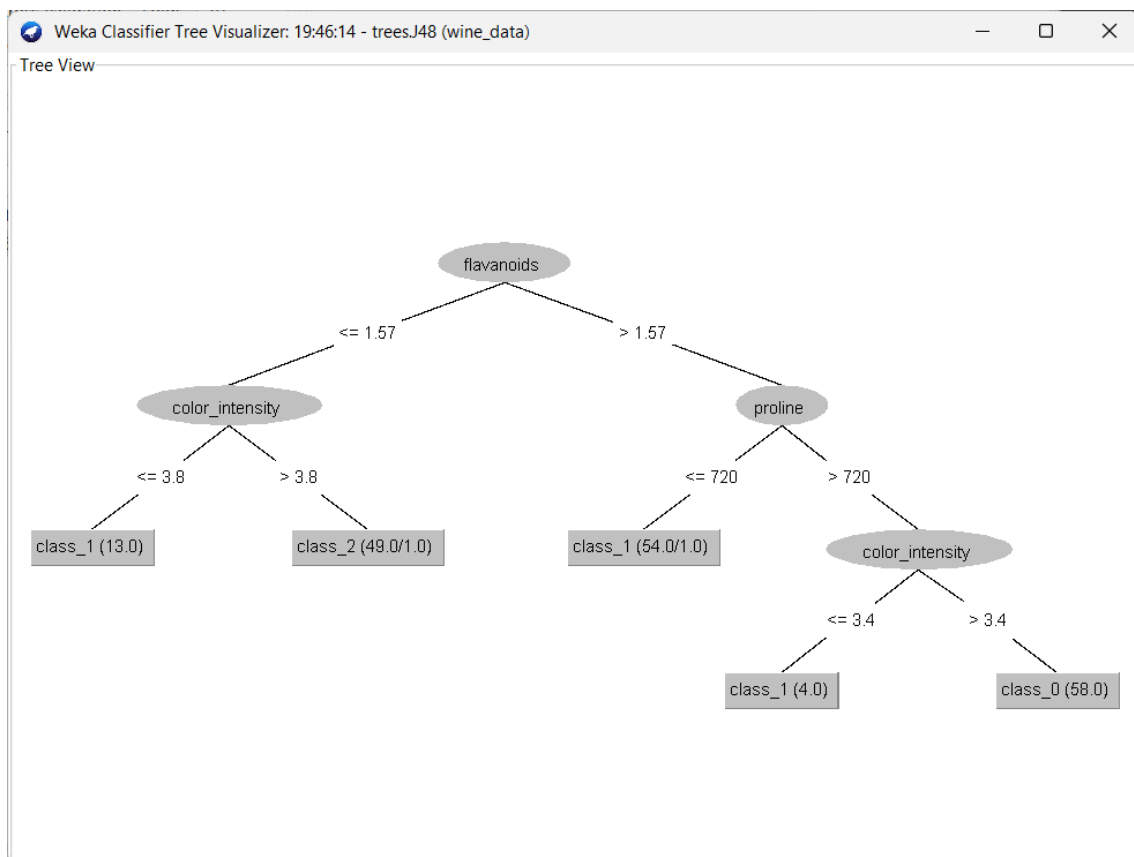 Weka Classifier Tree Visualizer: 19:46:14 - trees.J48 (wine_data)
Tree View
flavanoids
<= 1.57
> 1.57
color_intensity
proline
<= 3.8
> 3.8
<= 720
> 720
class_1 (13.0)
class_2 (49.0/1.0)
class_1 (54.0/1.0)
color_intensity
<= 3.4
> 3.4
class_1 (4.0)
class_0 (58.0)